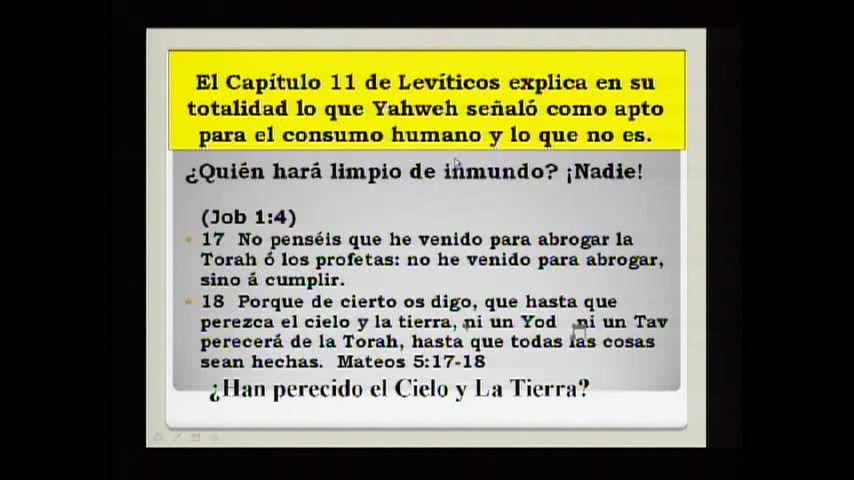 El Capítulo 11 de Levíticos explica en su
totalidad lo que Yahweh señaló como apto
para el consumo humano y lo que no es.
¿Quién hará limpio de inmundo? ¡Nadie!
(Job 1:4)
17 No penséis que he venido para abrogar la
Torah ó los profetas: no he venido para abrogar,
sino á cumplir.
18 Porque de cierto os digo, que hasta que
perezca el cielo y la tierra, ni un Yod ni un Tav
perecerá de la Torah, hasta que todas las cosas
sean hechas. Mateos 5:17-18
¿Han perecido el Cielo y La Tierra?